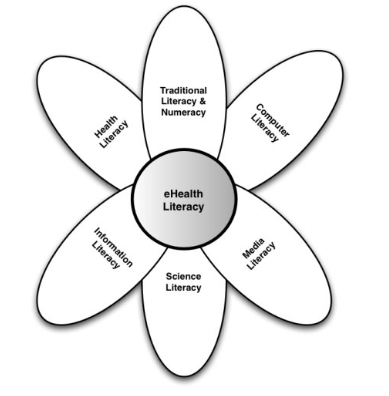 Traditional
Literacy &
Numeracy
Health
Literacy
Computer
Literacy
eHealth
Literacy
Information
Literacy
Media
Literacy
Science
Literacy